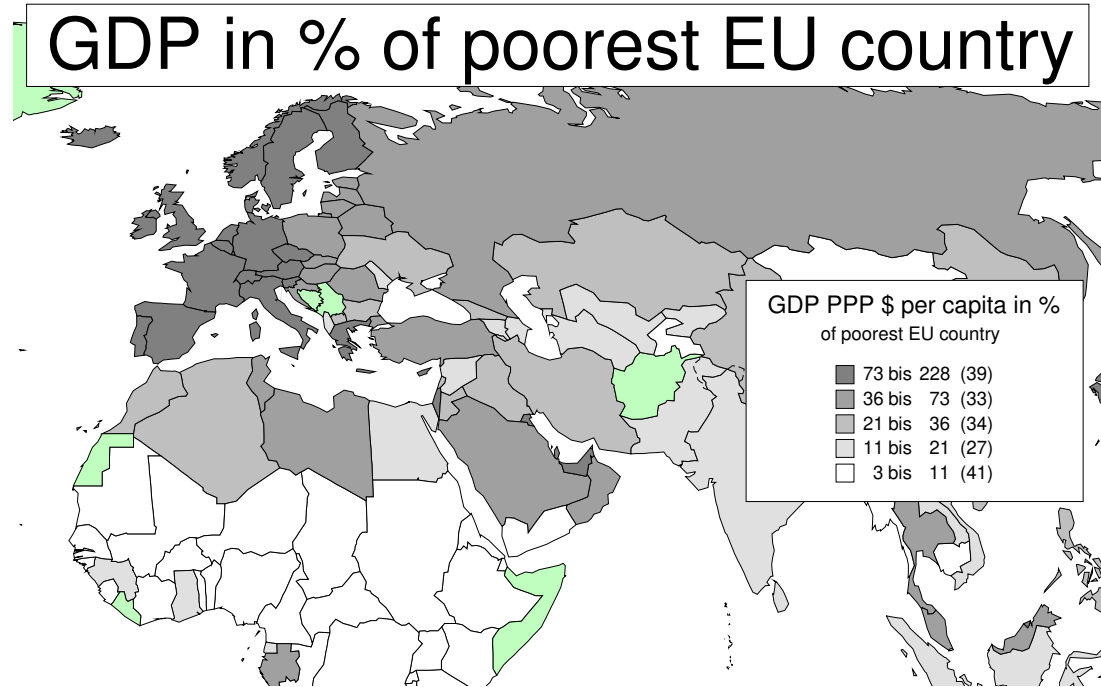 GDP in % of poorest EU country
GDP PPP $ per capita in %
of poorest EU country
73 bis 228 (39)
36 bis 73 (33)
21 bis 36 (34)
11 bis 21 (27)
3 bis 11 (41)